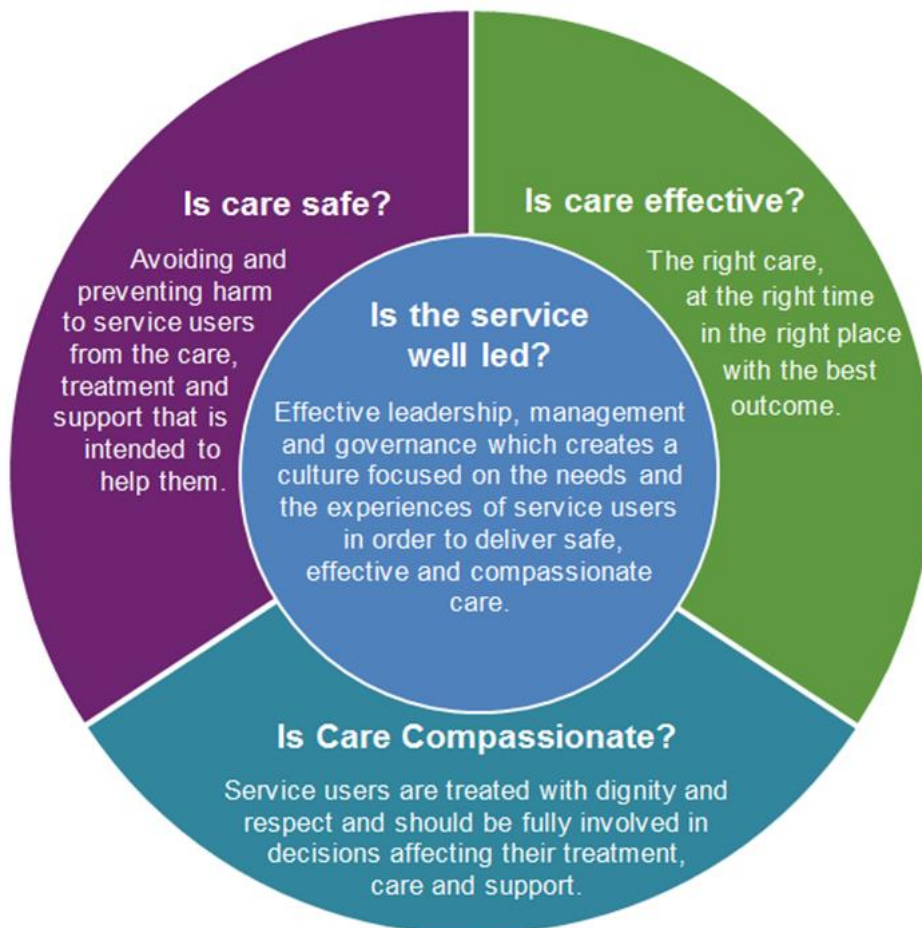 Is care safe?
Avoiding and
preventing harm
to service users
from the care,
treatment and
support that is
intended to
help them.
Is care effective?
The right care,
at the right time
in the right place
with the best
outcome.
Is the service
well led?
Effective leadership, management
and governance which creates a
culture focused on the needs and
the experiences of service users
in order to deliver safe,
effective and compassionate
care.
Is Care Compassionate?
Service users are treated with dignity and
respect and should be fully involved in
decisions affecting their treatment,
care and support.